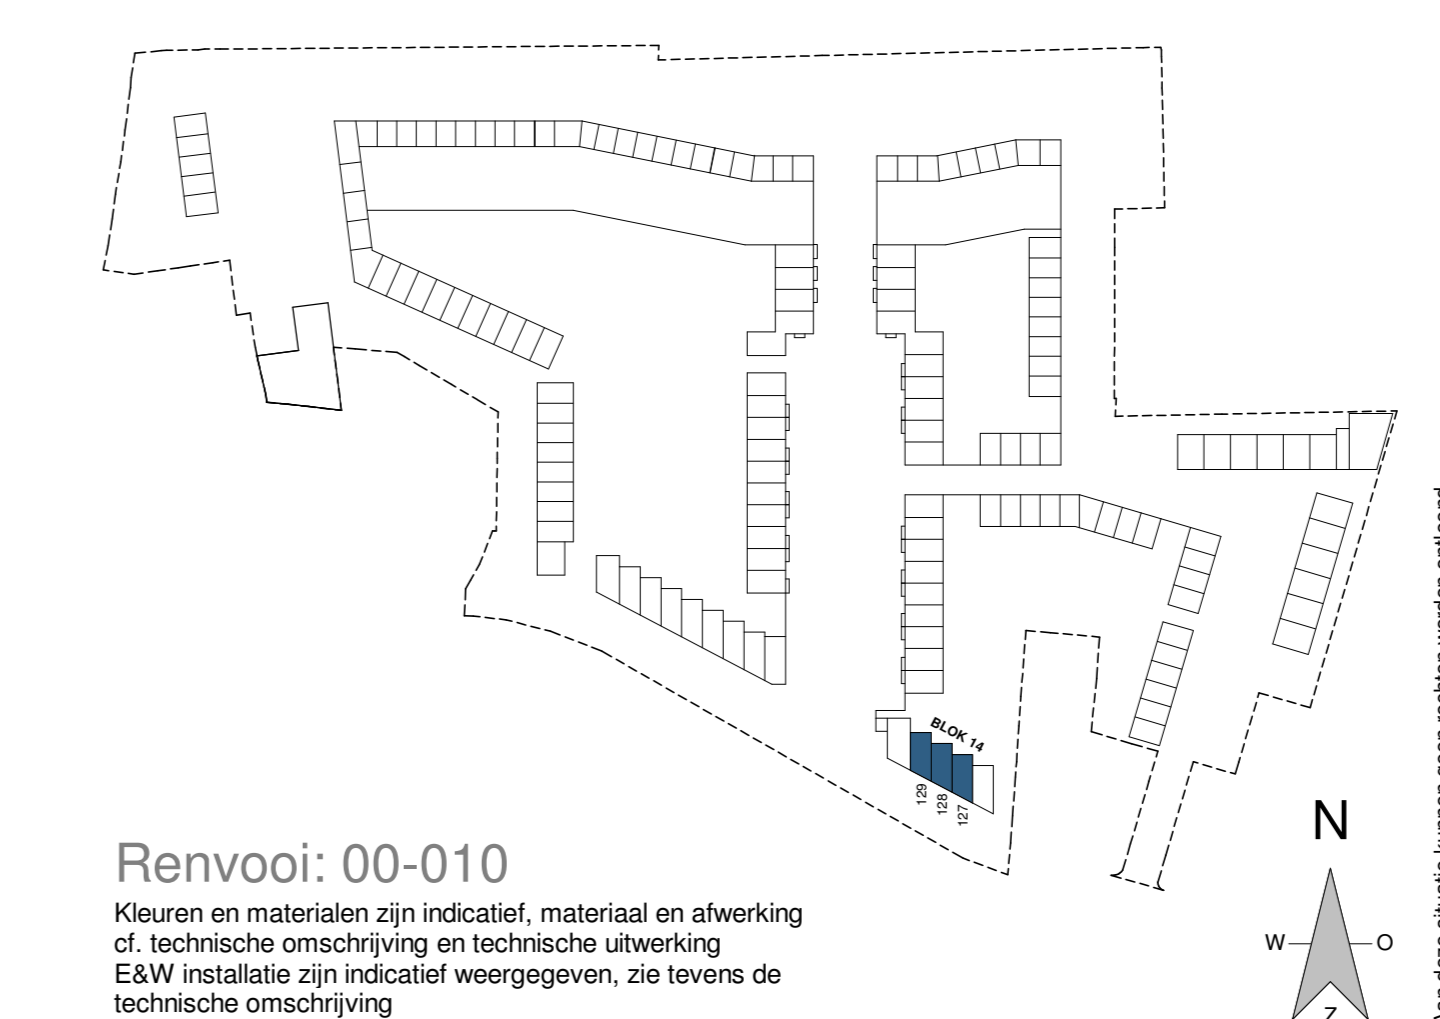 BLOK 14
129
128
127
N
W
O
Z
Renvooi: 00-010
Kleuren en materialen zijn indicatief, materiaal en afwerking
cf. technische omschrijving en technische uitwerking
E&W installatie zijn indicatief weergegeven, zie tevens de
technische omschrijving